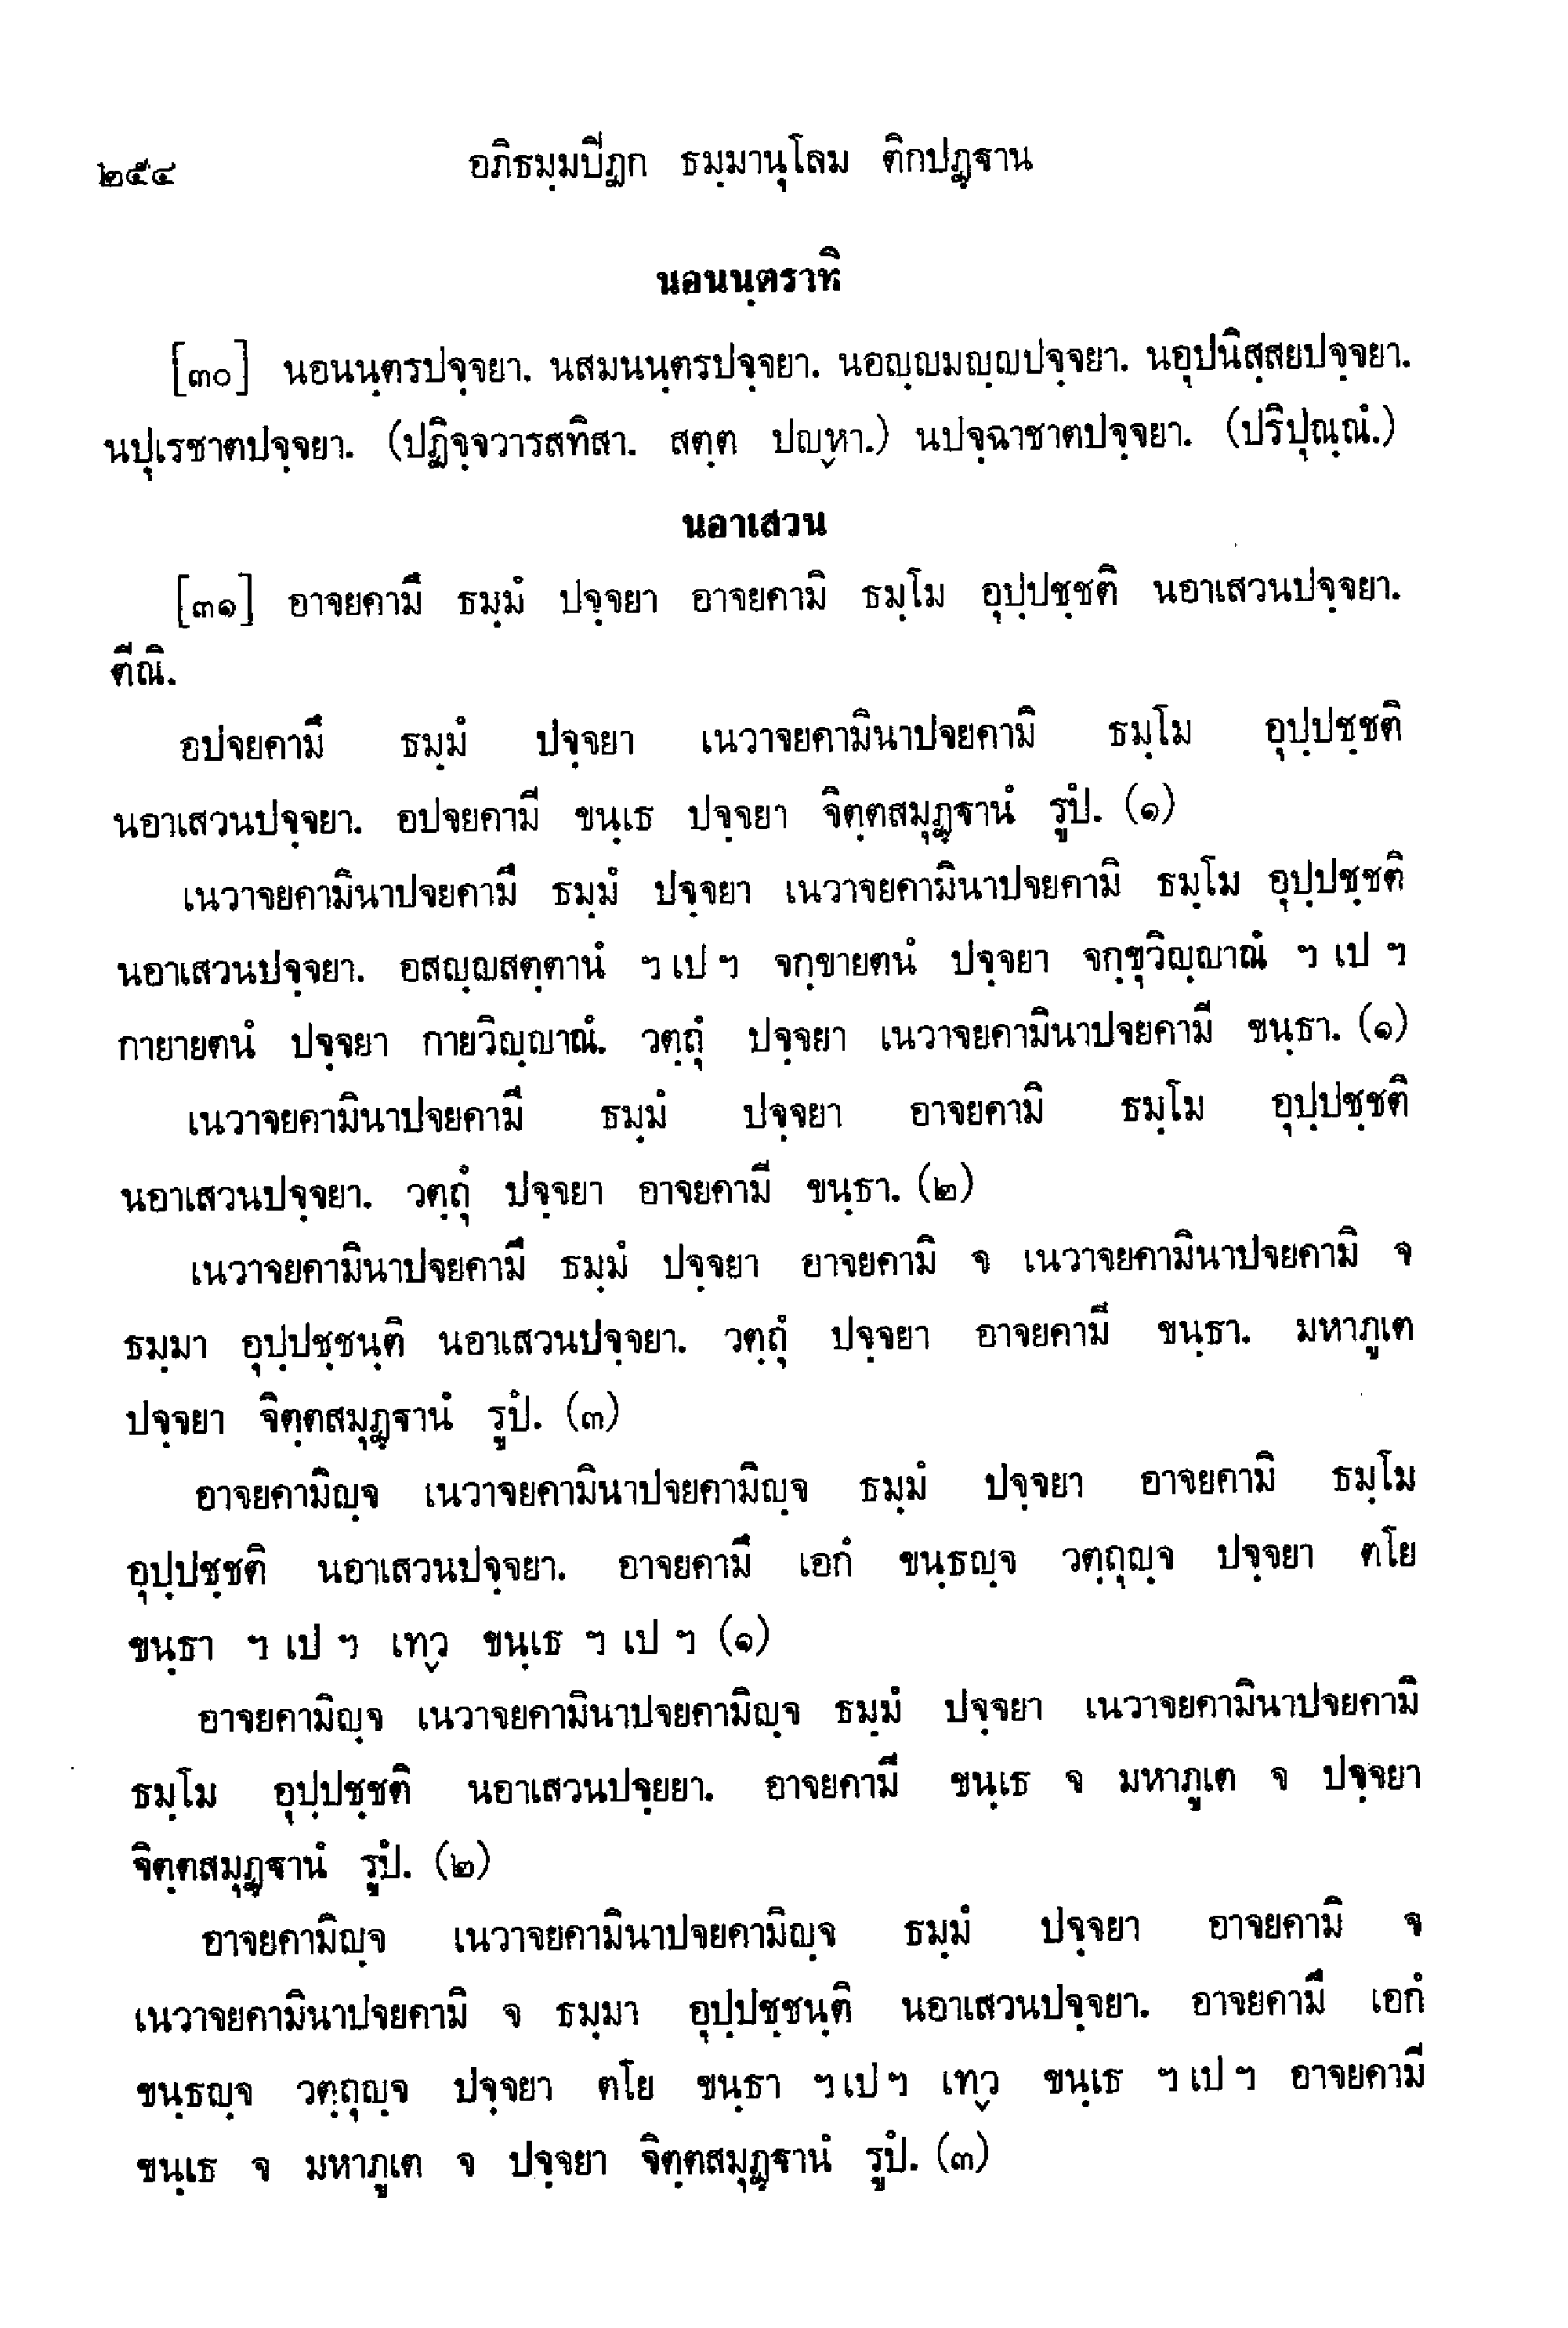 ๒๕๔ อภิธมฺมปีฏก ธมฺมานุโลม ติกปฏฺฐาน
นอนนฺตราทิ
[๓๐] นอนนฺตรปจฺจยา. นสมนนฺตรปจฺจยา. นอญฺญมญฺญปจฺจยา. นอุปนิสฺสยปจฺจยา.
นปุเรชาตปจฺจยา. (ปฏิจฺจวารสทิสา. สตฺต ปญฺหา.) นปจฺฉาชาตปจฺจยา. (ปริปุณฺณํ.)
นอาเสวน
[๓๑] อาจยคามึ ธมฺมํ ปจฺจยา อาจยคามิ ธมฺโม อุปฺปชฺชติ นอาเสวนปจฺจยา.
ตีณิ.
อปจยคามึ ธมฺมํ ปจฺจยา เนวาจยคามินาปจยคามิ ธมฺโม อุปฺปชฺชติ
นอาเสวนปจฺจยา. อปจยคามี ขนฺเธ ปจฺจยา จิตฺตสมุฏฺฐานํ รูปํ. (๑)
เนวาจยคามินาปจยคามึ ธมฺมํ ปจฺจยา เนวาจยคามินาปจยคามิ ธมฺโม อุปฺปชฺชติ
นอาเสวนปจฺจยา. อสญฺญสตฺตานํ ฯ เป ฯ จกฺขายตนํ ปจฺจยา จกฺขุวิญฺญาณํ ฯ เป ฯ
กายายตนํ ปจฺจยา กายวิญฺญาณํ. วตฺถุํ ปจฺจยา เนวาจยคามินาปจยคามี ขนฺธา. (๑)
เนวาจยคามินาปจยคามึ ธมฺมํ ปจฺจยา อาจยคามิ ธมฺโม อุปฺปชฺชติ
นอาเสวนปจฺจยา. วตฺถุํ ปจฺจยา อาจยคามี ขนฺธา. (๒)
เนวาจยคามินาปจยคามึ ธมฺมํ ปจฺจยา อาจยคามิ จ เนวาจยคามินาปจยคามิ จ
ธมฺมา อุปฺปชฺชนฺติ นอาเสวนปจฺจยา. วตฺถุํ ปจฺจยา อาจยคามี ขนฺธา. มหาภูเต
ปจฺจยา จิตฺตสมุฏฺฐานํ รูปํ. (๓)
อาจยคามิญฺจ เนวาจยคามินาปจยคามิญฺจ ธมฺมํ ปจฺจยา อาจยคามิ ธมฺโม
อุปฺปชฺชติ นอาเสวนปจฺจยา. อาจยคามึ เอกํ ขนฺธญฺจ วตฺถุญฺจ ปจฺจยา ตโย
ขนฺธา ฯ เป ฯ เทฺว ขนฺเธ ฯ เป ฯ (๑)
อาจยคามิญฺจ เนวาจยคามินาปจยคามิญฺจ ธมฺมํ ปจฺจยา เนวาจยคามินาปจยคามิ
ธมฺโม อุปฺปชฺชติ นอาเสวนปจฺยยา. อาจยคามี ขนฺเธ จ มหาภูเต จ ปจฺจยา
จิตฺตสมุฏฺฐานํ รูปํ. (๒)
อาจยคามิญฺจ เนวาจยคามินาปจยคามิญฺจ ธมฺมํ ปจฺจยา อาจยคามิ จ
เนวาจยคามินาปจยคามิ จ ธมฺมา อุปฺปชฺชนฺติ นอาเสวนปจฺจยา. อาจยคามึ เอกํ
ขนฺธญฺจ วตฺถุญฺจ ปจฺจยา ตโย ขนฺธา ฯ เป ฯ เทฺว ขนฺเธ ฯ เป ฯ อาจยคามี
ขนฺเธ จ มหาภูเต จ ปจฺจยา จิตฺตสมุฏฺฐานํ รูปํ. (๓)